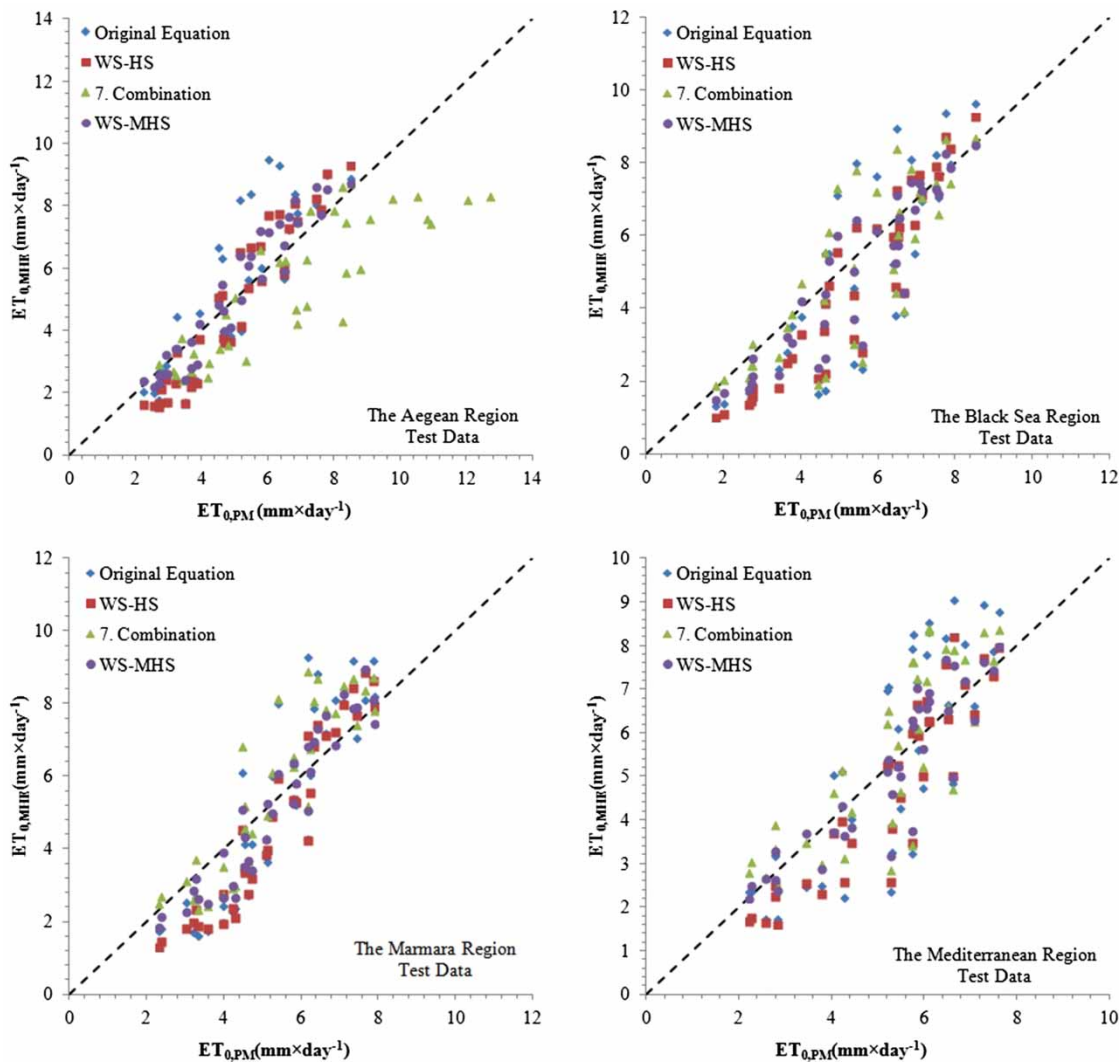 14
12
10
8
6
4
2
0
ET0,MHR (mm×day-1)
Original Equation
WS-HS
7. Combination
WS-MHS
The Aegean Region
Test Data
0 2 4 6 8 10 12 14
ET0,PM (mm×day-1)
12
10
8
6
4
2
0
ET0,MHR (mm×day-1)
Original Equation
WS-HS
7. Combination
WS-MHS
The Black Sea Region
Test Data
0 2 4 6 8 10 12
ET0,PM (mm×day-1)
12
10
8
6
4
2
0
ET0,MHR (mm×day-1)
Original Equation
WS-HS
7. Combination
WS-MHS
The Marmara Region
Test Data
0 2 4 6 8 10 12
ET0,PM(mm×day-1)
10
9
8
7
6
5
4
3
2
1
0
ET0,MHR (mm×day-1)
Original Equation
WS-HS
7. Combination
WS-MHS
The Mediterranean Region
Test Data
0 2 4 6 8 10
ET0,PM(mm×day-1)